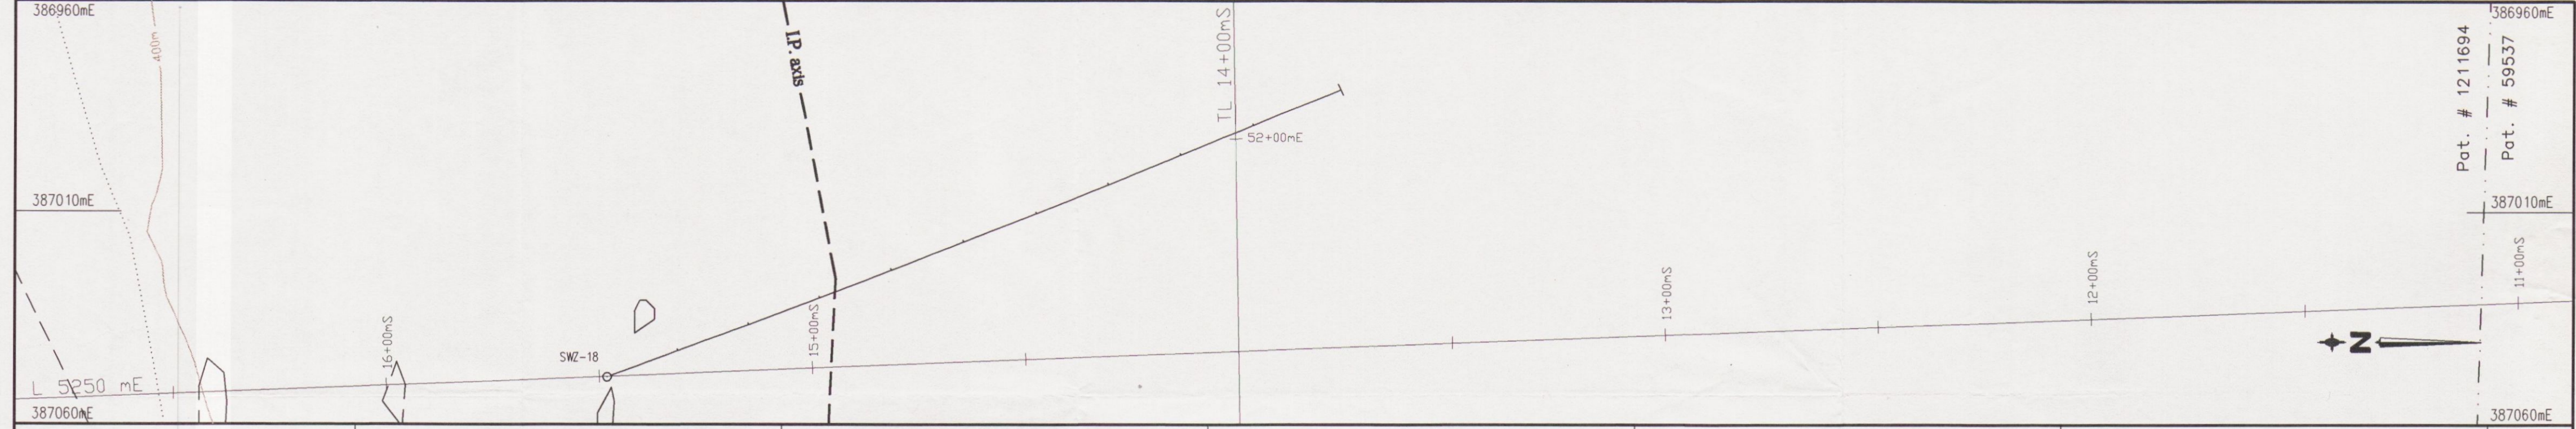 386960mE
400m
I.P. axis
TL 14+00mS
52+00mE
Pat. # 1211694
Pat. # 59537
386960mE
387010mE
387010mE
16+00mS
SWZ-18
15+00mS
13+00mS
12+00mS
11+00mS
N
L 5250 mE
387060mE
387060mE